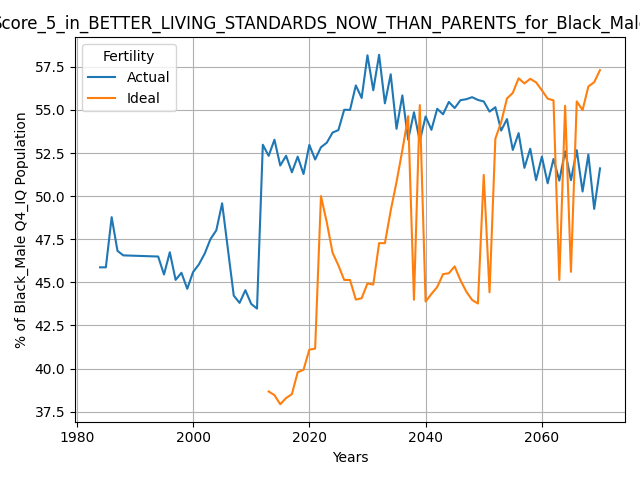 Score_5_in_BETTER_LIVING_STANDARDS_NOW_THAN_PARENTS_for_Black_Male
Fertility
Actual
Ideal
57.5
55.0
52.5
50.0
47.5
45.0
42.5
40.0
37.5
% of Black_Male Q4_IQ Population
1980
2000
2020
2040
2060
Years